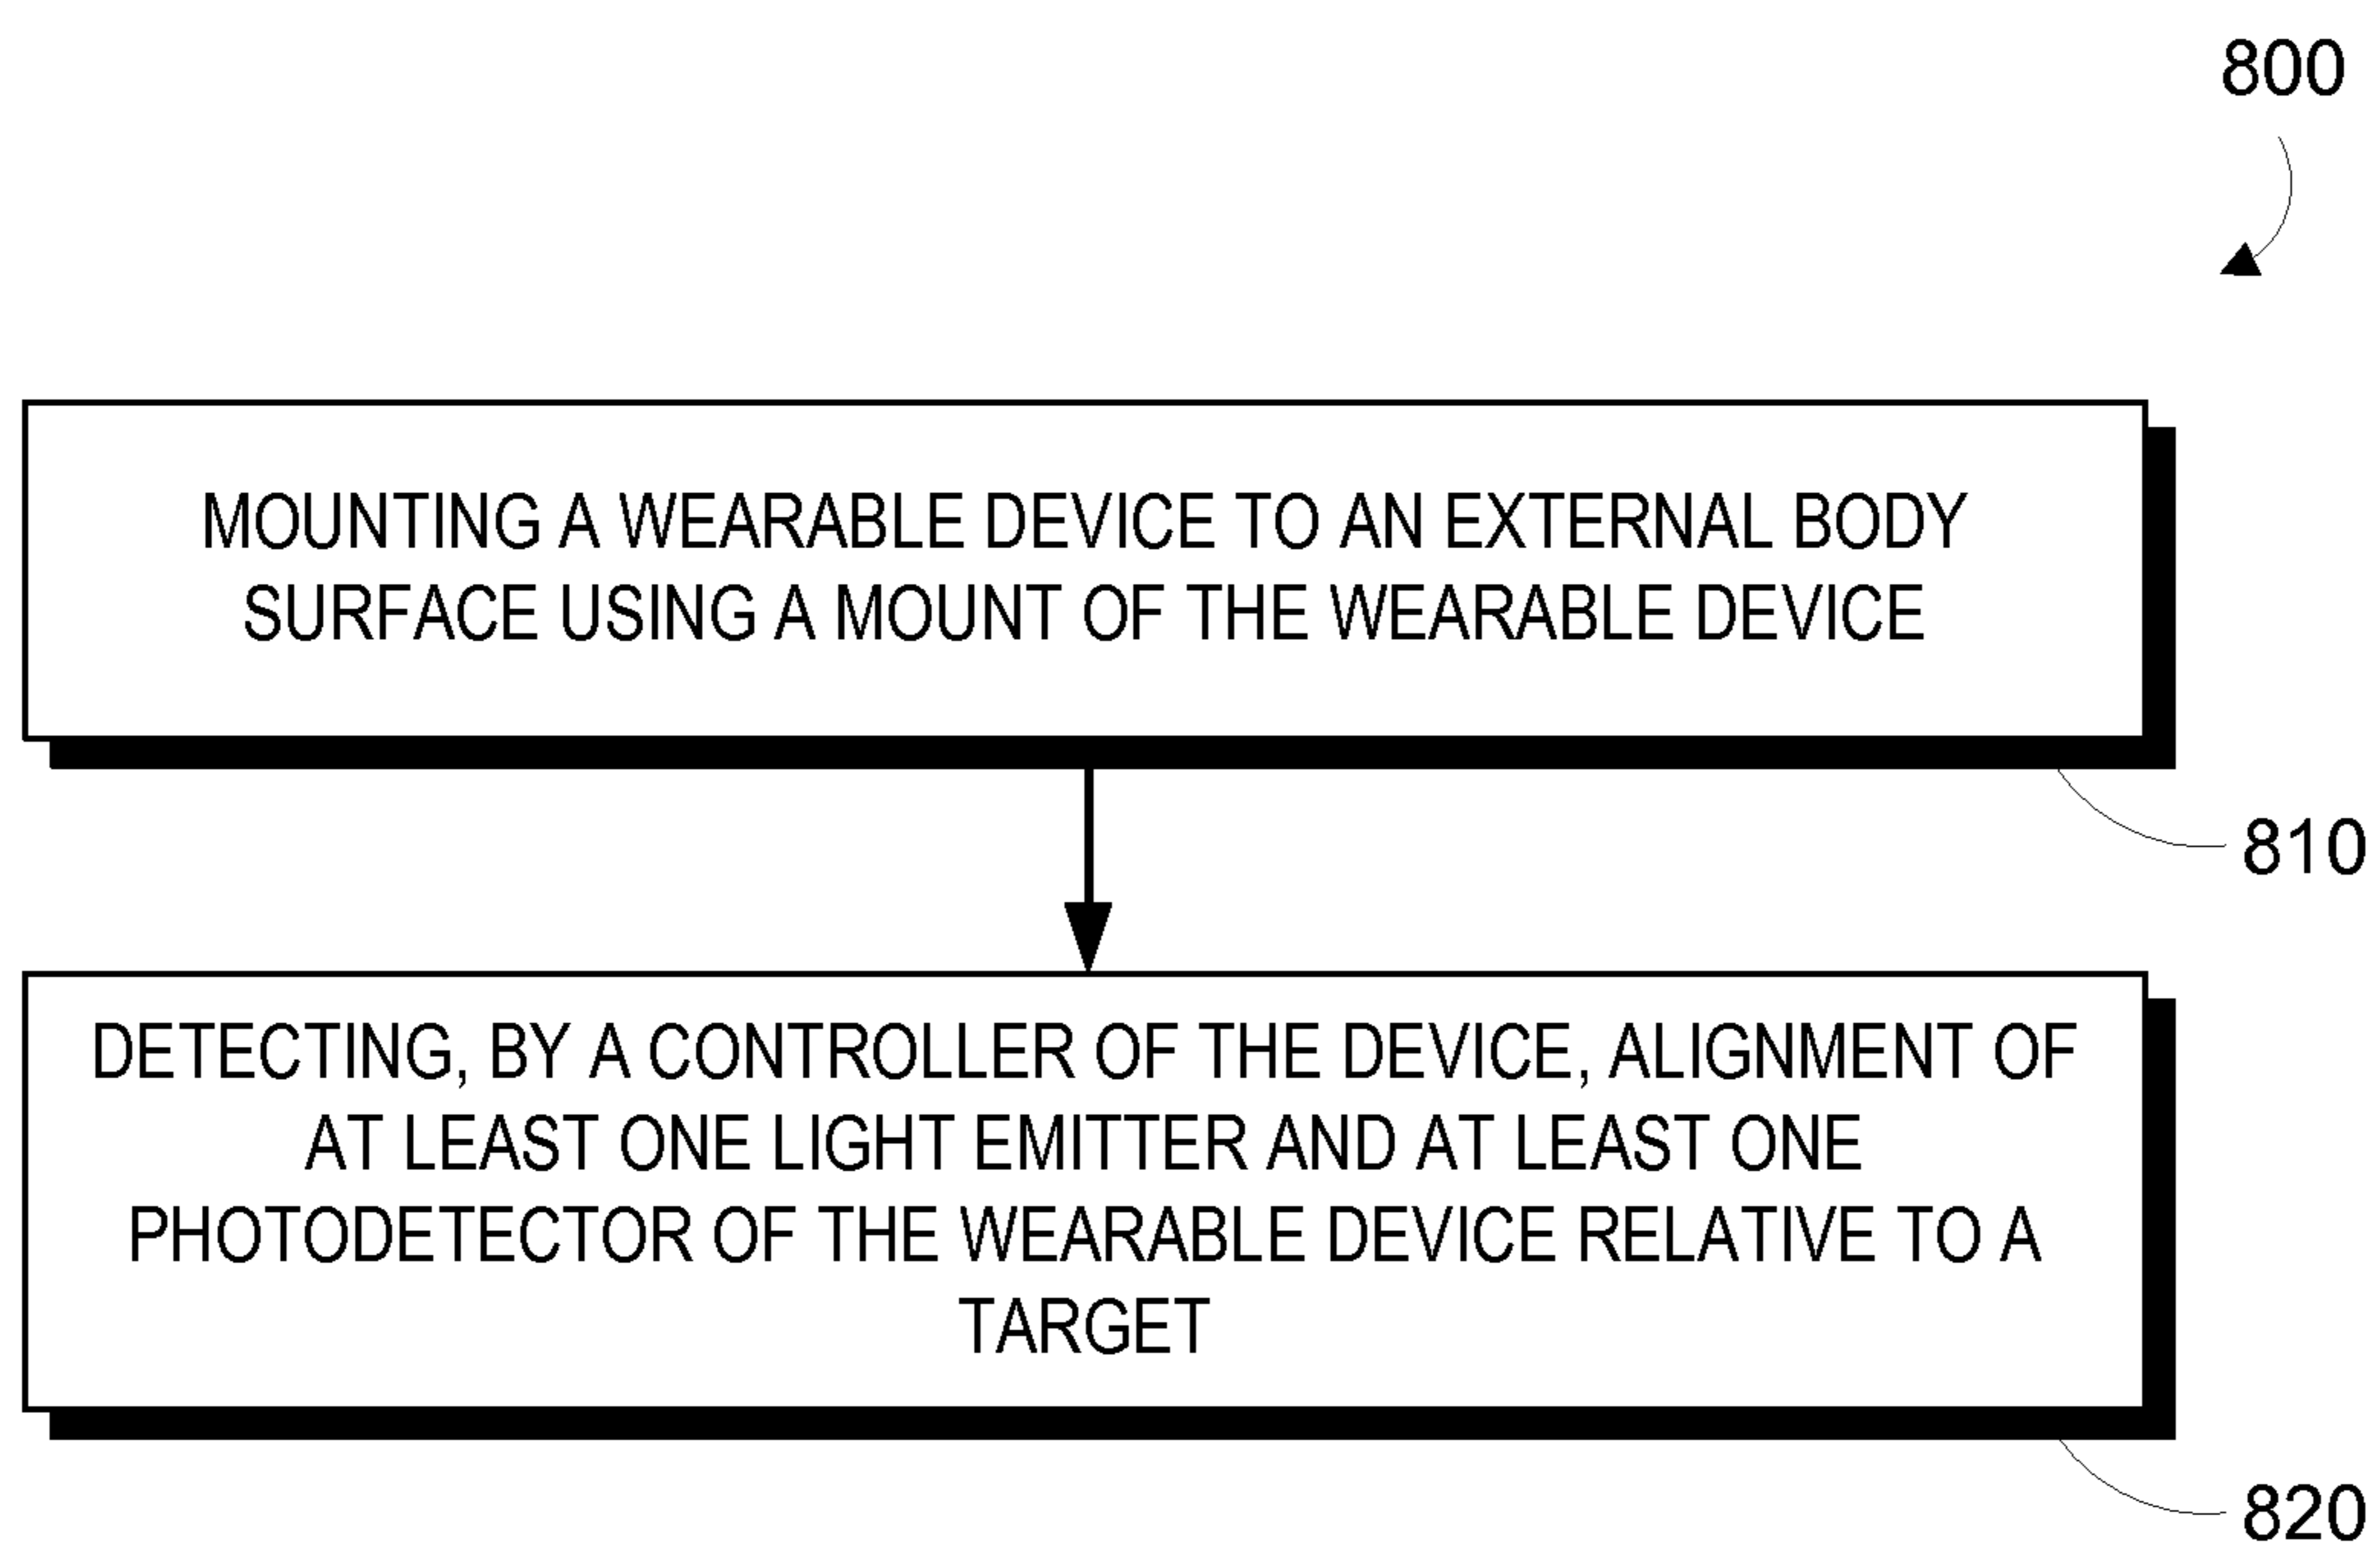 800
MOUNTING A WEARABLE DEVICE TO AN EXTERNAL BODY
SURFACE USING A MOUNT OF THE WEARABLE DEVICE
810
DETECTING, BY A CONTROLLER OF THE DEVICE, ALIGNMENT OF
AT LEAST ONE LIGHT EMITTER AND AT LEAST ONE
PHOTODETECTOR OF THE WEARABLE DEVICE RELATIVE TO A
TARGET
820